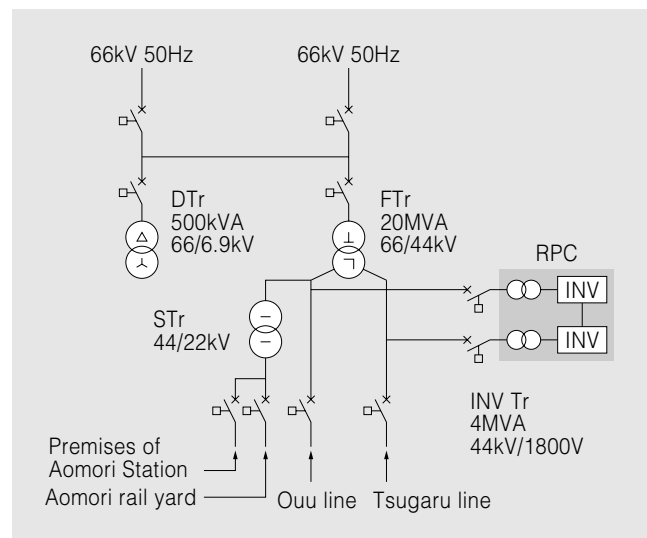 66kV 50Hz
66kV 50Hz
DTr
500kVA
66/6.9kV
FTr
20MVA
66/44kV
RPC
INV
INV
STr
44/22kV
INV Tr
4MVA
44kV/1800V
Premises of
Aomori Station
Aomori rail yard
Ouu line
Tsugaru line